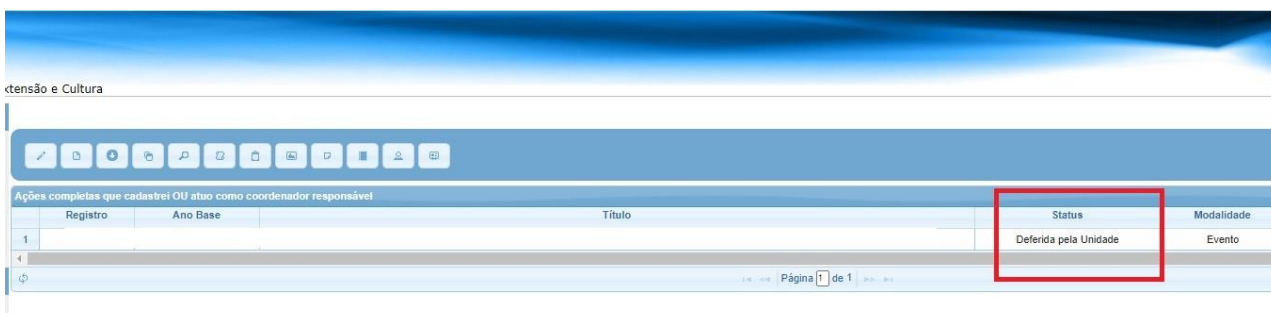 xtensão e Cultura
Ações completas que cadastrei OU atuo como coordenador responsável
Registro Ano Base Título Status Modalidade
1 Deferida pela Unidade Evento
Página 1 de 1